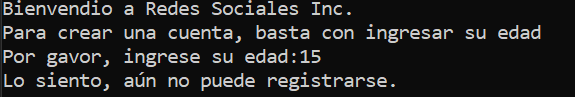 Bienvendio a Redes Sociales Inc.
Para crear una cuenta, basta con ingresar su edad
Por gavor, ingrese su edad:15
Lo siento, aún no puede registrarse.